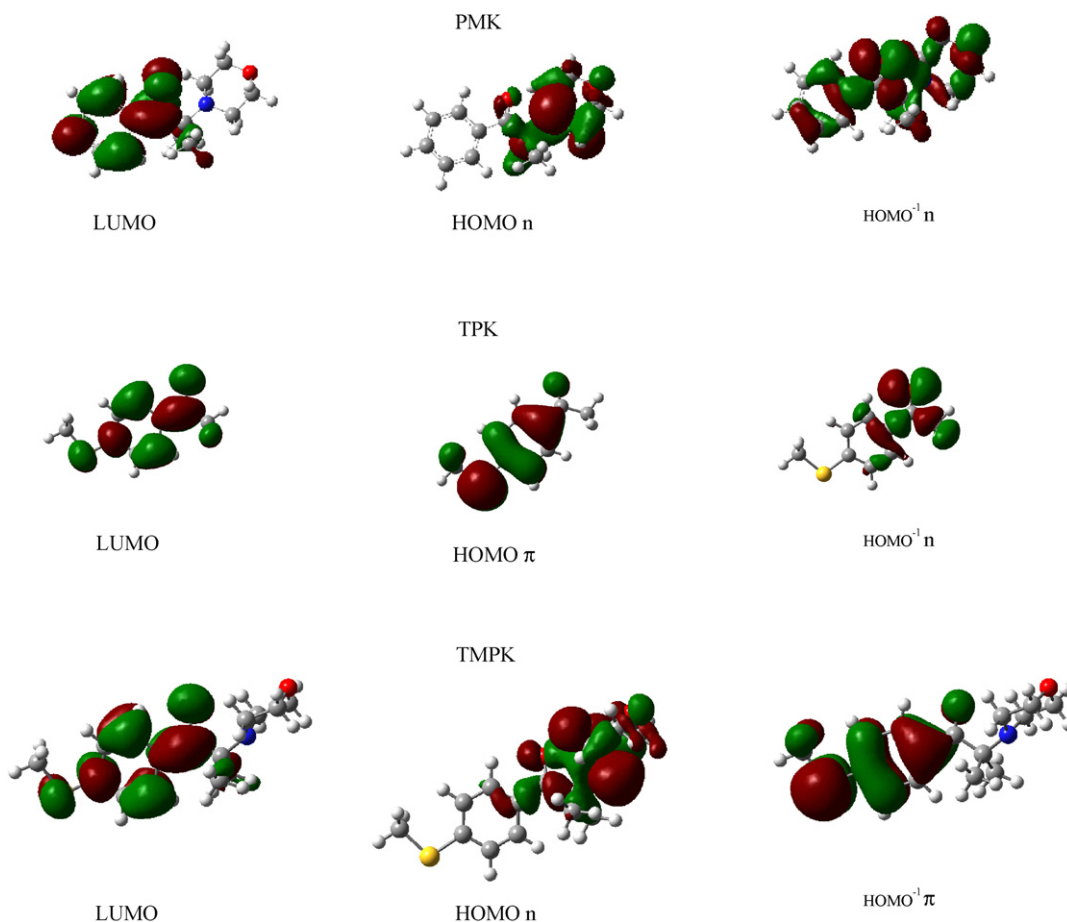 PMK
LUMO
HOMO n
HOMO⁻¹ n
TPK
LUMO
HOMO π
HOMO⁻¹ n
TMPK
LUMO
HOMO n
HOMO⁻¹ π